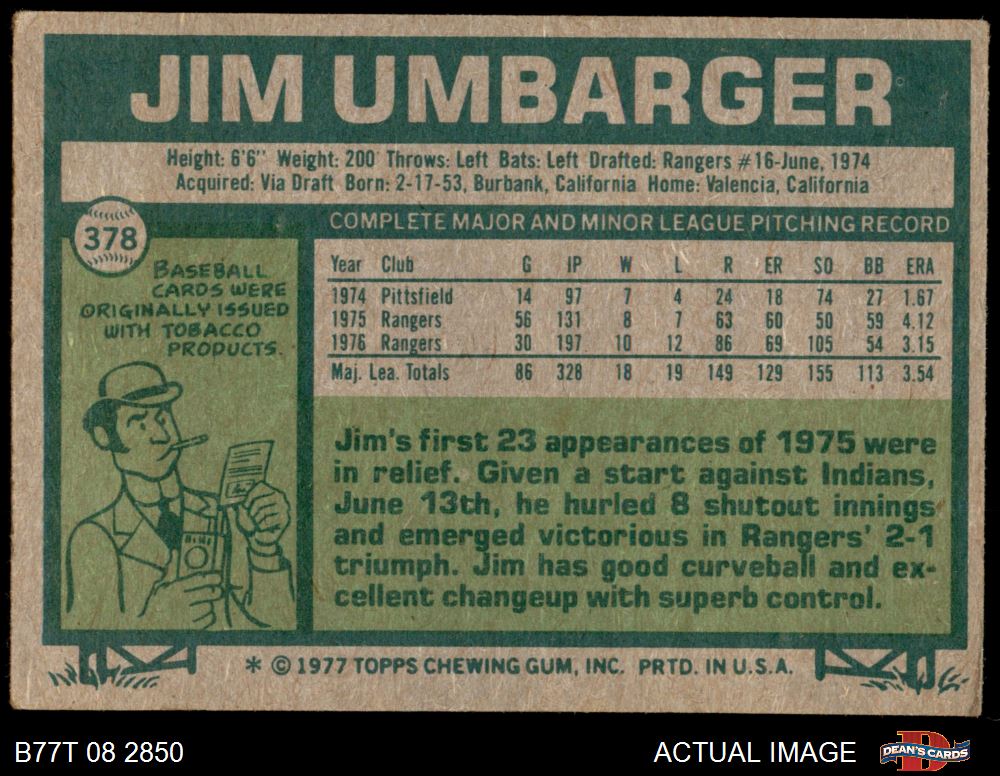 JIM UMBARGER
Height: 6'6" Weight: 200 Throws: Left Bats: Left Drafted: Rangers #16-June, 1974
Acquired: Via Draft Born: 2-17-53, Burbank, California Home: Valencia, California
378
BASEBALL
CARDS WERE
ORIGINALLY ISSUED
WITH TOBACCO
PRODUCTS.
COMPLETE MAJOR AND MINOR LEAGUE PITCHING RECORD
Year Club G IP W L R ER SO BB ERA
1974 Pittsfield 14 97 7 4 24 18 74 27 1.67
1975 Rangers 56 131 8 7 63 60 50 59 4.12
1976 Rangers 30 197 10 12 86 69 105 54 3.15
Maj. Lea. Totals 86 328 18 19 149 129 155 113 3.54
Jim's first 23 appearances of 1975 were
in relief. Given a start against Indians,
June 13th, he hurled 8 shutout innings
and emerged victorious in Rangers' 2-1
triumph. Jim has good curveball and ex-
cellent changeup with superb control.
* © 1977 TOPPS CHEWING GUM, INC. PRTD. IN U.S.A.
B77T 08 2850
ACTUAL IMAGE
DEAN'S CARDS